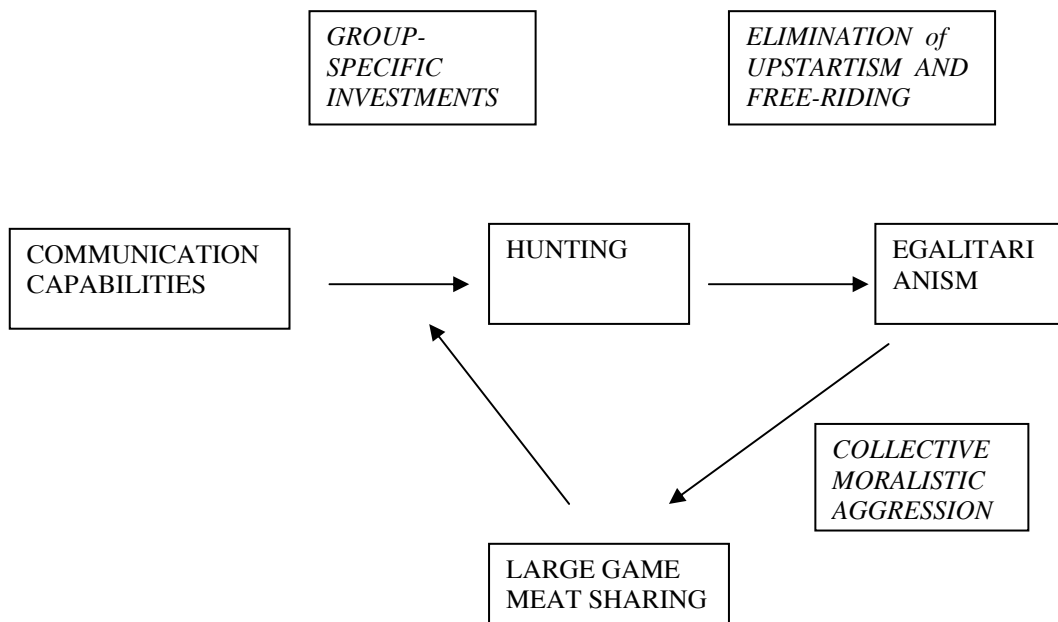 GROUP-
SPECIFIC
INVESTMENTS
ELIMINATION of
UPSTARTISM AND
FREE-RIDING
COMMUNICATION
CAPABILITIES
HUNTING
EGALITARI
ANISM
COLLECTIVE
MORALISTIC
AGGRESSION
LARGE GAME
MEAT SHARING